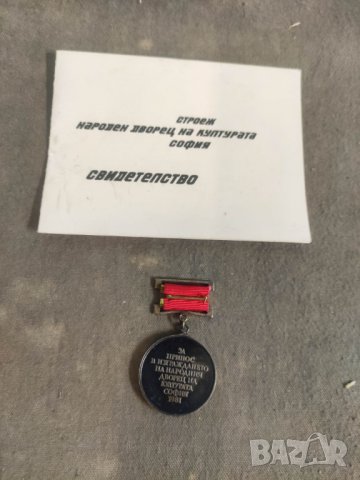 СТРОЕЖ
НАРОДЕН ДВОРЕЦ НА КУЛТУРАТА
СОФИЯ
СВИДЕТЕЛСТВО
ЗА
ПРИНОС
В ИЗГРАЖДАНЕТО
НА НАРОДНИЯ
ДВОРЕЦ НА
КУЛТУРАТА
СОФИЯ
1981
BAZAR.bg